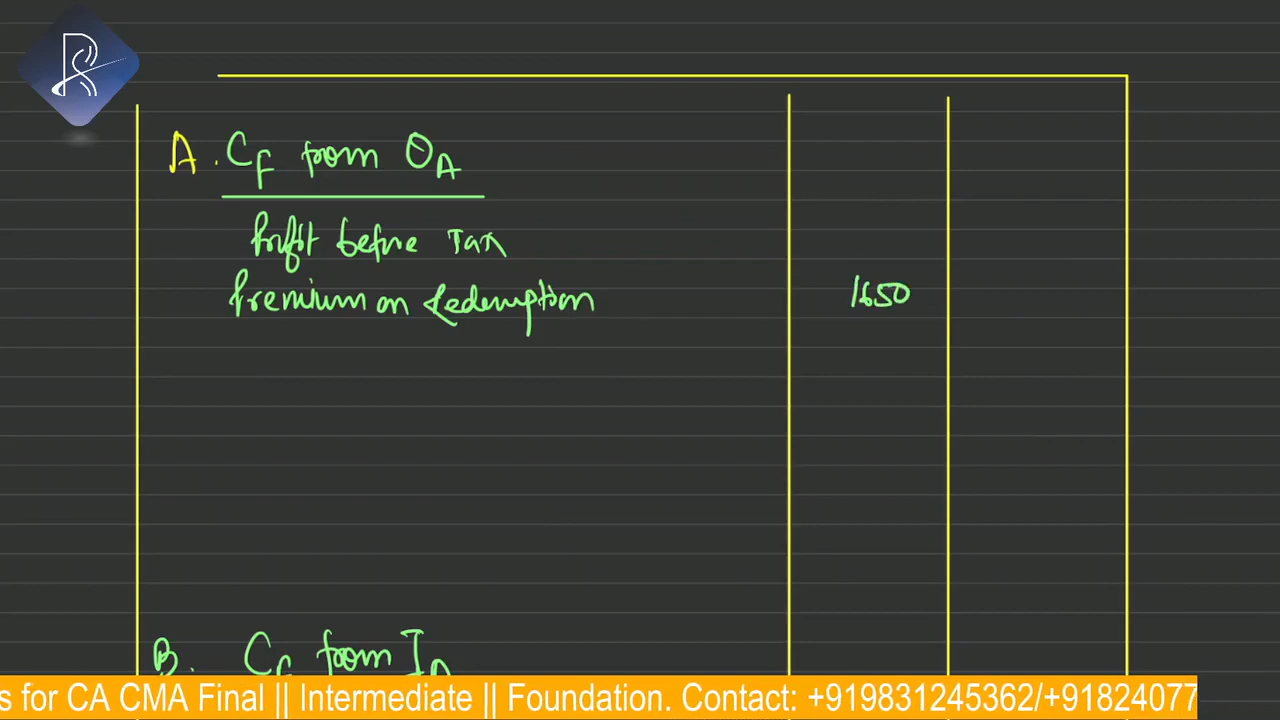 A. CF from OA
Profit before Tax
Premium on Redemption 1650
B. CF from IA
s for CA CMA Final || Intermediate || Foundation. Contact: +919831245362/+91824077